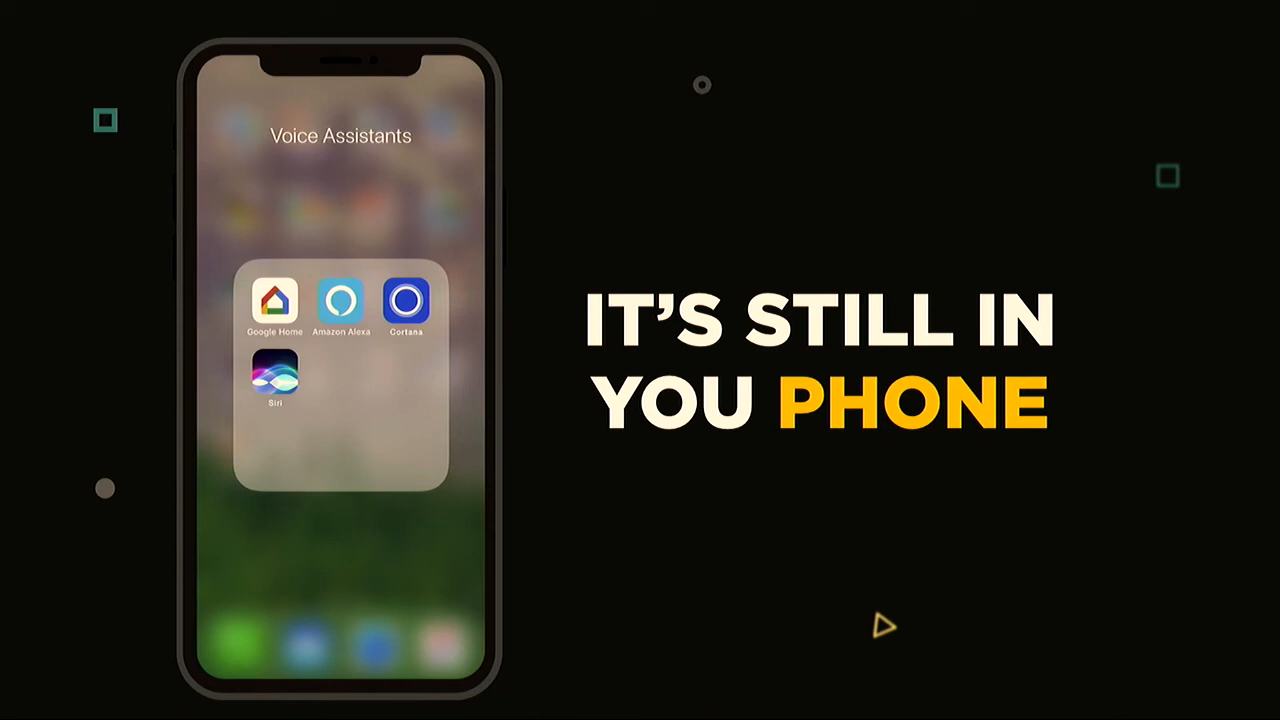 Voice Assistants
Google Home
Amazon Alexa
Cortana
Siri
IT'S STILL IN
YOU PHONE